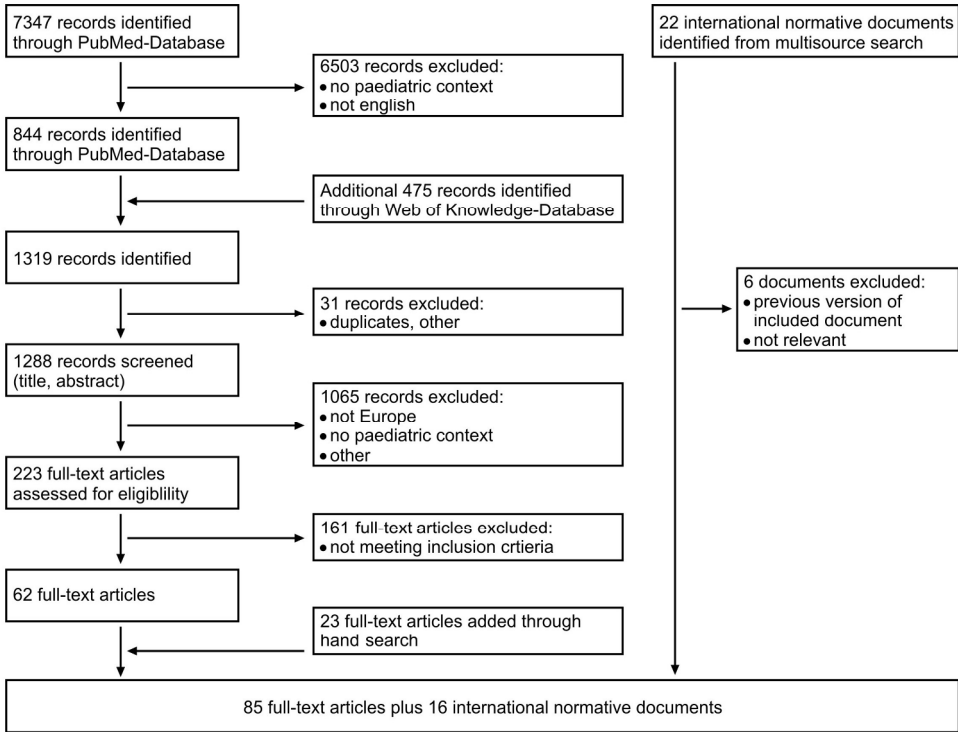 7347 records identified
through PubMed-Database
22 international normative documents
identified from multisource search
6503 records excluded:
• no paediatric context
• not english
844 records identified
through PubMed-Database
Additional 475 records identified
through Web of Knowledge-Database
1319 records identified
6 documents excluded:
• previous version of
included document
• not relevant
31 records excluded:
• duplicates, other
1288 records screened
(title, abstract)
1065 records excluded:
• not Europe
• no paediatric context
• other
223 full-text articles
assessed for eligiblility
161 full-text articles excluded:
• not meeting inclusion crtieria
62 full-text articles
23 full-text articles added through
hand search
85 full-text articles plus 16 international normative documents